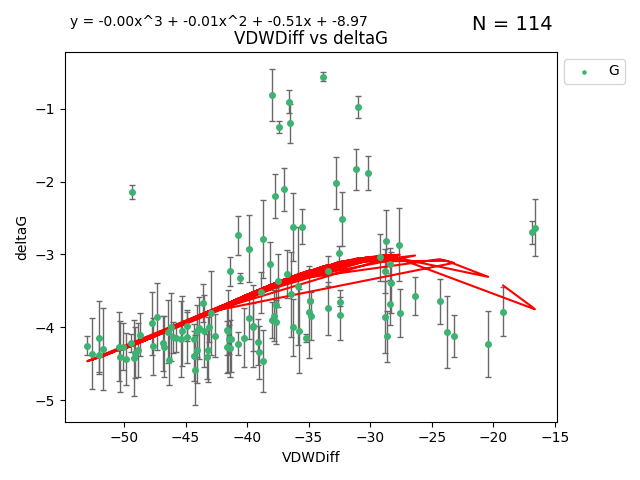 y = -0.00x^3 + -0.01x^2 + -0.51x + -8.97
N = 114
VDWDiff vs deltaG
G
deltaG
−1
−2
−3
−4
−5
−50
−45
−40
−35
−30
−25
−20
−15
VDWDiff